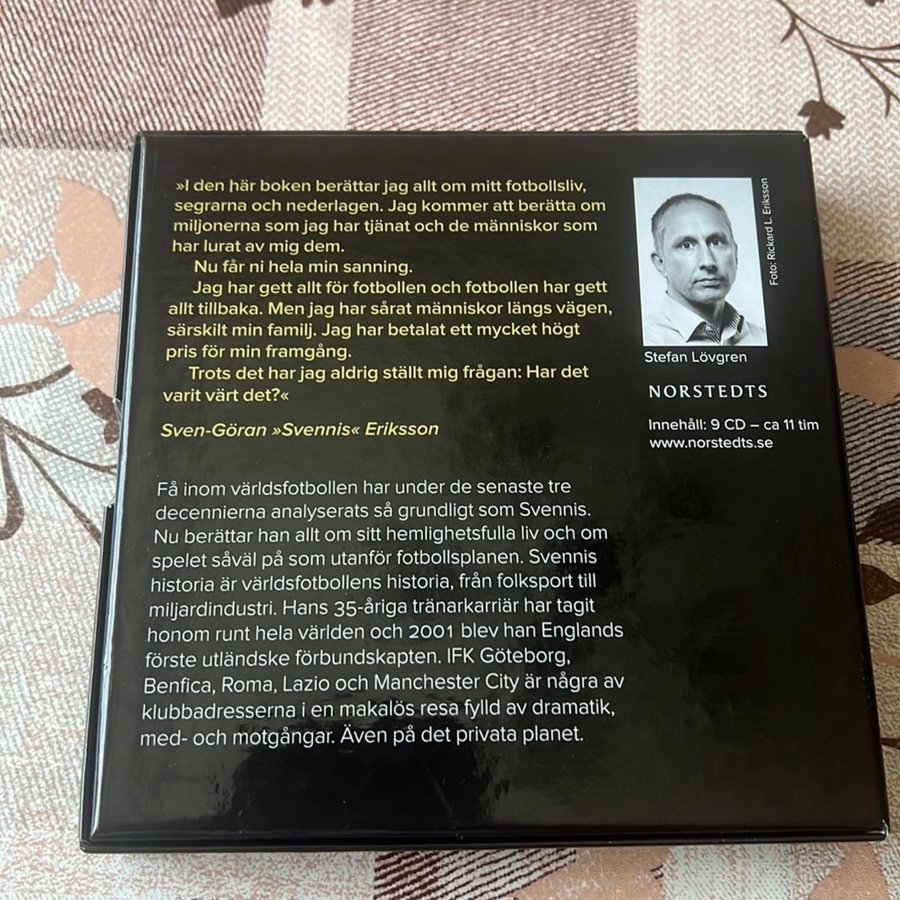 »I den här boken berättar jag allt om mitt fotbollsliv,
segrarna och nederlagen. Jag kommer att berätta om
miljonerna som jag har tjänat och de människor som
har lurat av mig dem.
Nu får ni hela min sanning.
Jag har gett allt för fotbollen och fotbollen har gett
allt tillbaka. Men jag har sårat människor längs vägen,
särskilt min familj. Jag har betalat ett mycket högt
pris för min framgång.
Trots det har jag aldrig ställt mig frågan: Har det
varit värt det?«
Sven-Göran »Svennis« Eriksson
Få inom världsfotbollen har under de senaste tre
decennierna analyserats så grundligt som Svennis.
Nu berättar han allt om sitt hemlighetsfulla liv och om
spelet såväl på som utanför fotbollsplanen. Svennis
historia är världsfotbollens historia, från folksport till
miljardindustri. Hans 35-åriga tränarkarriär har tagit
honom runt hela världen och 2001 blev han Englands
förste utländske förbundskapten. IFK Göteborg,
Benfica, Roma, Lazio och Manchester City är några av
klubbadresserna i en makalös resa fylld av dramatik,
med- och motgångar. Även på det privata planet.
Foto: Rickard L. Eriksson
Stefan Lövgren
NORSTEDTS
Innehåll: 9 CD – ca 11 tim
www.norstedts.se